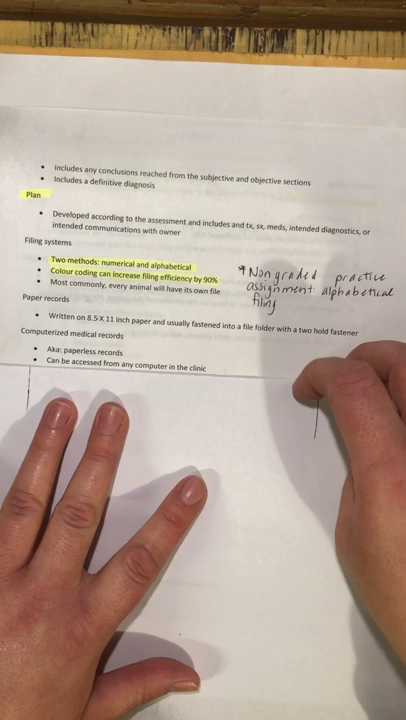 • Includes any conclusions reached from the subjective and objective sections
• Includes a definitive diagnosis
Plan
• Developed according to the assessment and includes and tx, sx, meds, intended diagnostics, or
intended communications with owner
Filing systems
• Two methods: numerical and alphabetical
• Colour coding can increase filing efficiency by 90%
• Most commonly, every animal will have its own file
* Non graded practice
assignment alphabetical
filing
Paper records
• Written on 8.5 X 11 inch paper and usually fastened into a file folder with a two hold fastener
Computerized medical records
• Aka: paperless records
• Can be accessed from any computer in the clinic